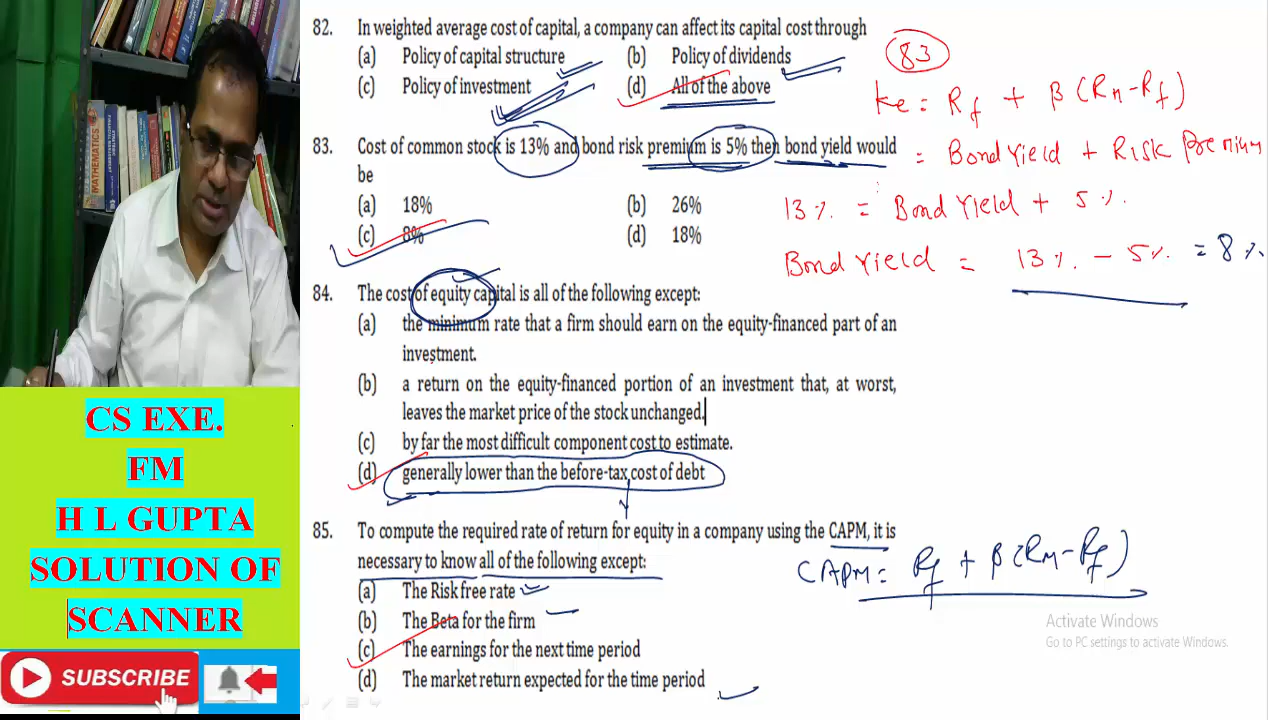 82. In weighted average cost of capital, a company can affect its capital cost through
(a) Policy of capital structure (b) Policy of dividends
(c) Policy of investment (d) All of the above
83. Cost of common stock is 13% and bond risk premium is 5% then bond yield would
be
(a) 18% (b) 26%
(c) 8% (d) 18%
84. The cost of equity capital is all of the following except:
(a) the minimum rate that a firm should earn on the equity-financed part of an
investment.
(b) a return on the equity-financed portion of an investment that, at worst,
leaves the market price of the stock unchanged.
(c) by far the most difficult component cost to estimate.
(d) generally lower than the before-tax cost of debt
85. To compute the required rate of return for equity in a company using the CAPM, it is
necessary to know all of the following except:
(a) The Risk free rate
(b) The Beta for the firm
(c) The earnings for the next time period
(d) The market return expected for the time period
83
Ke = Rf + β (RM - Rf)
= Bond Yield + Risk Premium
13% = Bond Yield + 5%
Bond Yield = 13% - 5% = 8%
CAPM = Rf + β (RM - Rf)
Activate Windows
Go to PC settings to activate Windows.
CS EXE.
FM
H L GUPTA
SOLUTION OF
SCANNER
SUBSCRIBE
MATHEMATICS